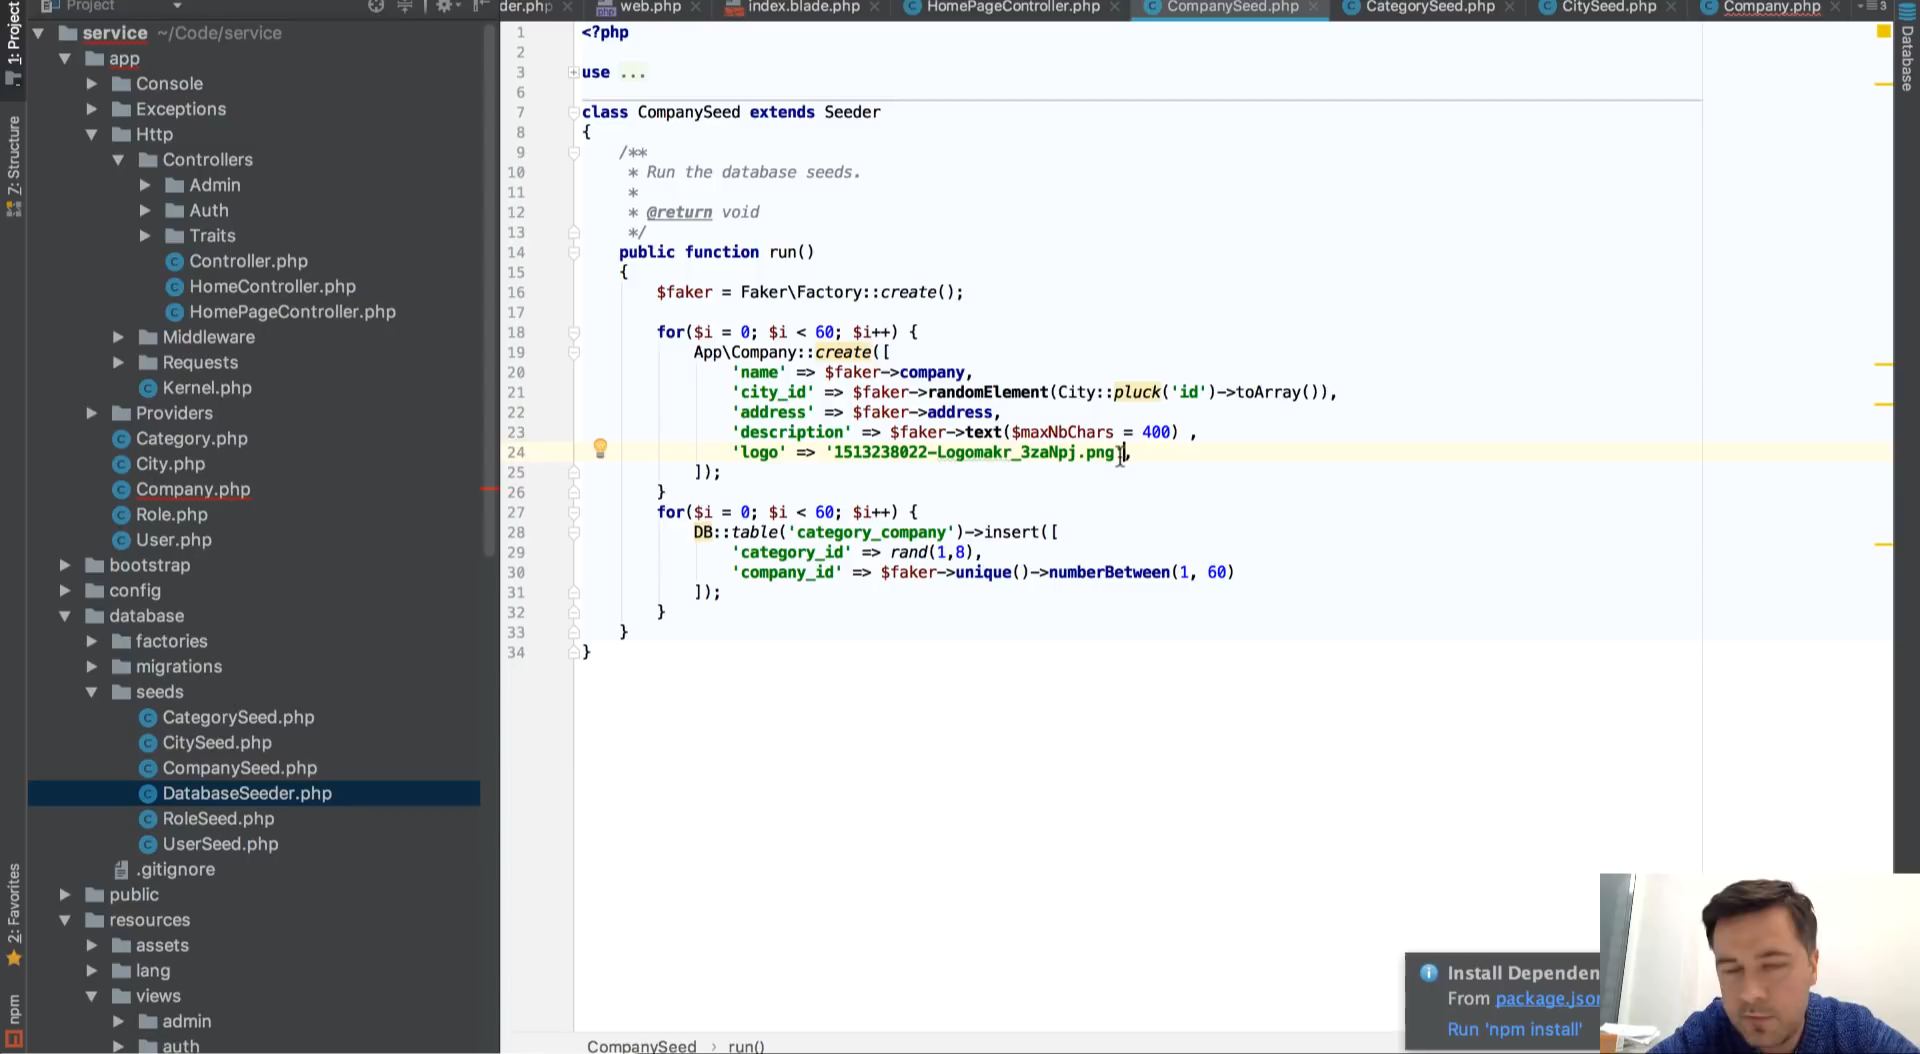 Project
der.php
web.php
index.blade.php
HomePageController.php
CompanySeed.php
CategorySeed.php
CitySeed.php
Company.php
3
1: Project
7: Structure
2: Favorites
npm
Database
service ~/Code/service
app
Console
Exceptions
Http
Controllers
Admin
Auth
Traits
Controller.php
HomeController.php
HomePageController.php
Middleware
Requests
Kernel.php
Providers
Category.php
City.php
Company.php
Role.php
User.php
bootstrap
config
database
factories
migrations
seeds
CategorySeed.php
CitySeed.php
CompanySeed.php
DatabaseSeeder.php
RoleSeed.php
UserSeed.php
.gitignore
public
resources
assets
lang
views
admin
auth
1 <?php
2
3 use ...
6
7 class CompanySeed extends Seeder
8 {
9 /**
10 * Run the database seeds.
11 *
12 * @return void
13 */
14 public function run()
15 {
16 $faker = Faker\Factory::create();
17
18 for($i = 0; $i < 60; $i++) {
19 App\Company::create([
20 'name' => $faker->company,
21 'city_id' => $faker->randomElement(City::pluck('id')->toArray()),
22 'address' => $faker->address,
23 'description' => $faker->text($maxNbChars = 400) ,
24 'logo' => '1513238022-Logomakr_3zaNpj.png',
25 ]);
26 }
27 for($i = 0; $i < 60; $i++) {
28 DB::table('category_company')->insert([
29 'category_id' => rand(1,8),
30 'company_id' => $faker->unique()->numberBetween(1, 60)
31 ]);
32 }
33 }
34 }
Install Dependen
From package.jsor
Run 'npm install'
CompanySeed › run()